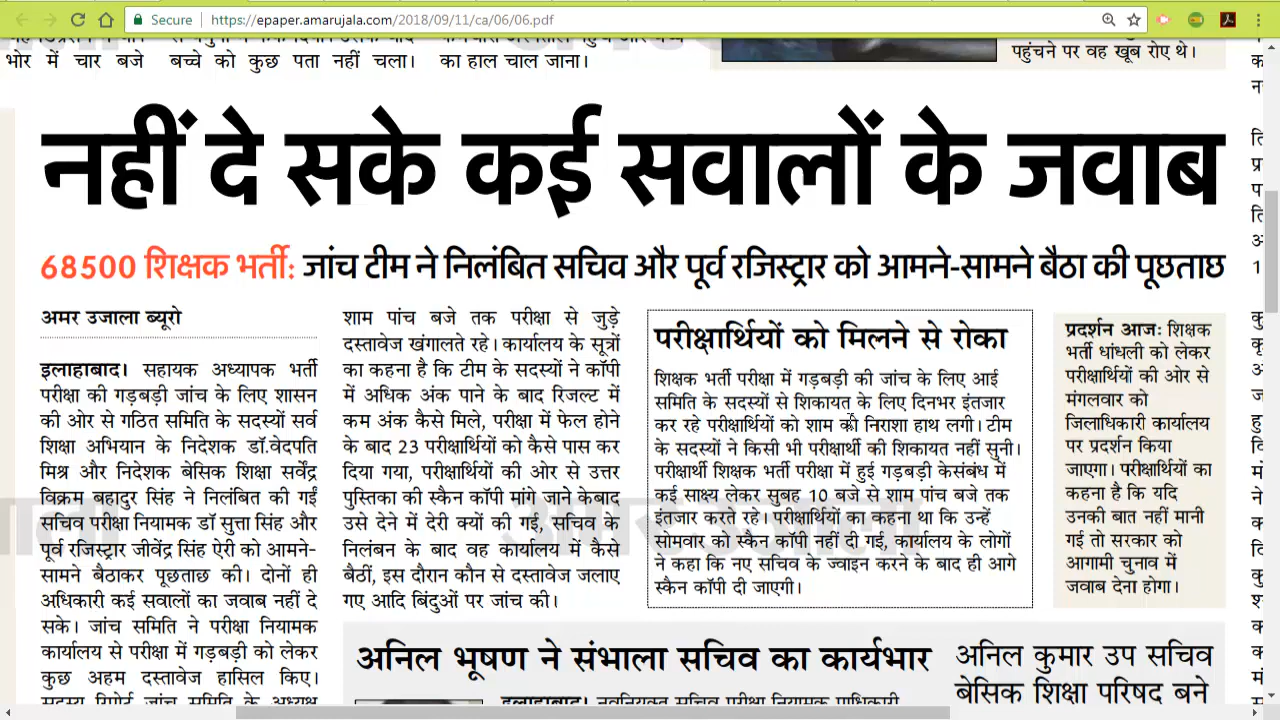 Secure
https://epaper.amarujala.com/2018/09/11/ca/06/06.pdf
भोर में चार बजे
बच्चे को कुछ पता नहीं चला।
का हाल चाल जाना।
पहुंचने पर वह खूब रोए थे।
नहीं दे सके कई सवालों के जवाब
68500 शिक्षक भर्ती: जांच टीम ने निलंबित सचिव और पूर्व रजिस्ट्रार को आमने-सामने बैठा की पूछताछ
अमर उजाला ब्यूरो
इलाहाबाद। सहायक अध्यापक भर्ती
परीक्षा की गड़बड़ी जांच के लिए शासन
की ओर से गठित समिति के सदस्यों सर्व
शिक्षा अभियान के निदेशक डॉ.वेदपति
मिश्र और निदेशक बेसिक शिक्षा सर्वेंद्र
विक्रम बहादुर सिंह ने निलंबित की गईं
सचिव परीक्षा नियामक डॉ सुत्ता सिंह और
पूर्व रजिस्ट्रार जीवेंद्र सिंह ऐरी को आमने-
सामने बैठाकर पूछताछ की। दोनों ही
अधिकारी कई सवालों का जवाब नहीं दे
सके। जांच समिति ने परीक्षा नियामक
कार्यालय से परीक्षा में गड़बड़ी को लेकर
कुछ अहम दस्तावेज हासिल किए।
सदस्य रिपोर्ट जांच समिति के अध्यक्ष
शाम पांच बजे तक परीक्षा से जुड़े
दस्तावेज खंगालते रहे। कार्यालय के सूत्रों
का कहना है कि टीम के सदस्यों ने कॉपी
में अधिक अंक पाने के बाद रिजल्ट में
कम अंक कैसे मिले, परीक्षा में फेल होने
के बाद 23 परीक्षार्थियों को कैसे पास कर
दिया गया, परीक्षार्थियों की ओर से उत्तर
पुस्तिका की स्कैन कॉपी मांगे जाने केबाद
उसे देने में देरी क्यों की गई, सचिव के
निलंबन के बाद वह कार्यालय में कैसे
बैठीं, इस दौरान कौन से दस्तावेज जलाए
गए आदि बिंदुओं पर जांच की।
परीक्षार्थियों को मिलने से रोका
शिक्षक भर्ती परीक्षा में गड़बड़ी की जांच के लिए आई
समिति के सदस्यों से शिकायत के लिए दिनभर इंतजार
कर रहे परीक्षार्थियों को शाम को निराशा हाथ लगी। टीम
के सदस्यों ने किसी भी परीक्षार्थी की शिकायत नहीं सुनी।
परीक्षार्थी शिक्षक भर्ती परीक्षा में हुई गड़बड़ी केसंबंध में
कई साक्ष्य लेकर सुबह 10 बजे से शाम पांच बजे तक
इंतजार करते रहे। परीक्षार्थियों का कहना था कि उन्हें
सोमवार को स्कैन कॉपी नहीं दी गई, कार्यालय के लोगों
ने कहा कि नए सचिव के ज्वाइन करने के बाद ही आगे
स्कैन कॉपी दी जाएगी।
प्रदर्शन आज: शिक्षक
भर्ती धांधली को लेकर
परीक्षार्थियों की ओर से
मंगलवार को
जिलाधिकारी कार्यालय
पर प्रदर्शन किया
जाएगा। परीक्षार्थियों का
कहना है कि यदि
उनकी बात नहीं मानी
गई तो सरकार को
आगामी चुनाव में
जवाब देना होगा।
अनिल भूषण ने संभाला सचिव का कार्यभार
इलाहाबाद। नवनियुक्त सचिव परीक्षा नियामक प्राधिकारी
अनिल कुमार उप सचिव
बेसिक शिक्षा परिषद बने